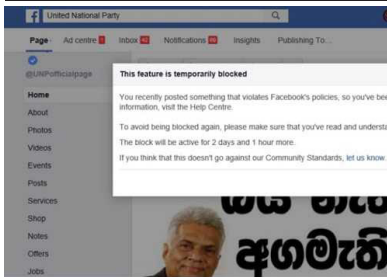 United National Party
Page Ad centre Inbox Notifications Insights Publishing To...
@UNPofficialpage
This feature is temporarily blocked
Home
You recently posted something that violates Facebook's policies, so you've bee
information, visit the Help Centre.
About
Photos
To avoid being blocked again, please make sure that you've read and understa
Videos
The block will be active for 2 days and 1 hour more.
Events
If you think that this doesn't go against our Community Standards, let us know.
Posts
Services
Shop
Notes
අගමැති
Offers
Jobs